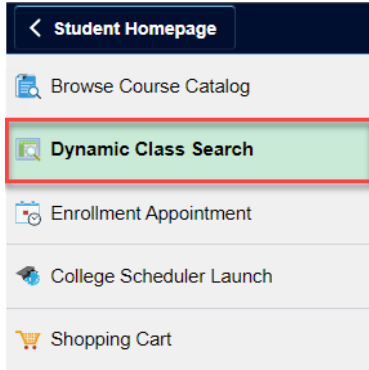 Student Homepage
Browse Course Catalog
Dynamic Class Search
Enrollment Appointment
College Scheduler Launch
Shopping Cart